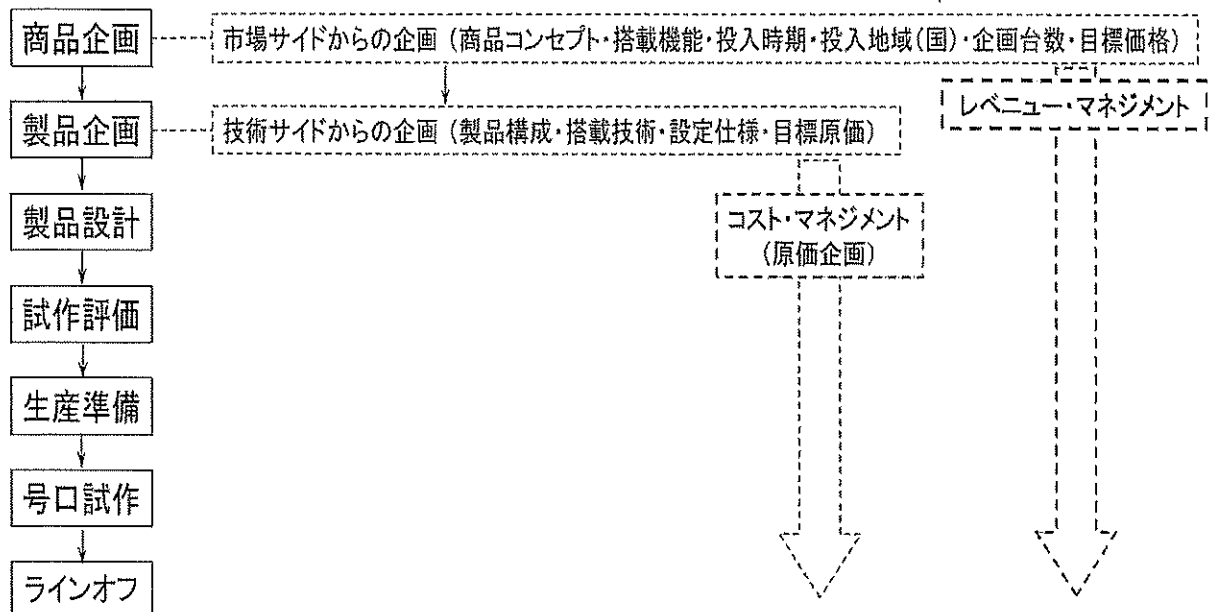 商品企画
市場サイドからの企画（商品コンセプト・搭載機能・投入時期・投入地域（国）・企画台数・目標価格）
レベニュー・マネジメント
製品企画
技術サイドからの企画（製品構成・搭載技術・設定仕様・目標原価）
製品設計
コスト・マネジメント
（原価企画）
試作評価
生産準備
号口試作
ラインオフ